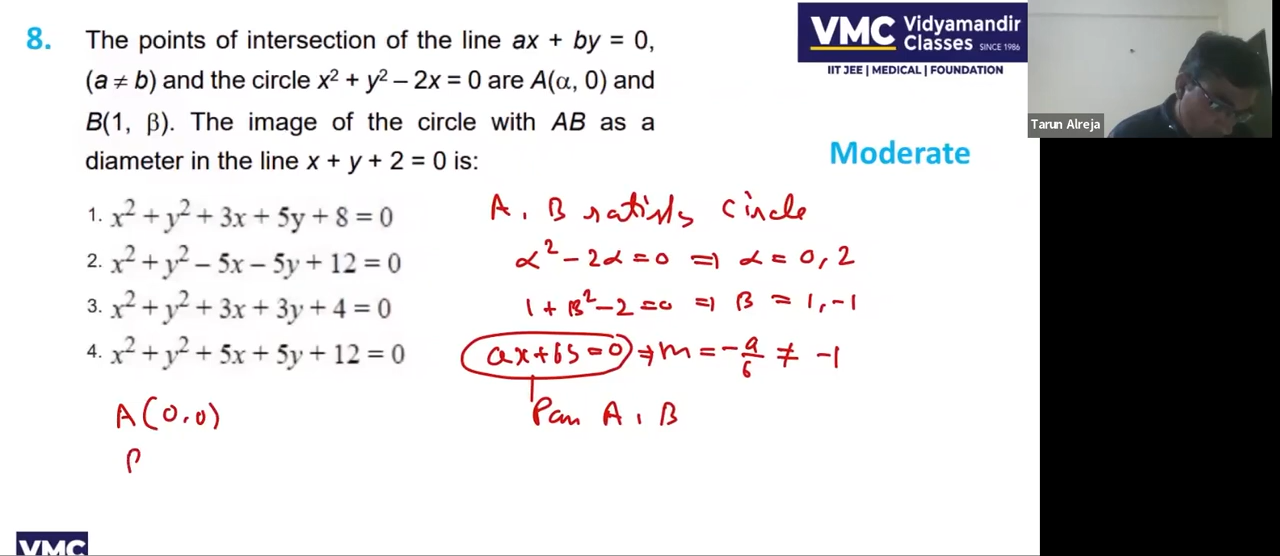 8. The points of intersection of the line ax + by = 0,
(a ≠ b) and the circle x² + y² – 2x = 0 are A(α, 0) and
B(1, β). The image of the circle with AB as a
diameter in the line x + y + 2 = 0 is:
1. x² + y² + 3x + 5y + 8 = 0
2. x² + y² – 5x – 5y + 12 = 0
3. x² + y² + 3x + 3y + 4 = 0
4. x² + y² + 5x + 5y + 12 = 0
VMC Vidyamandir Classes SINCE 1986
IIT JEE | MEDICAL | FOUNDATION
Tarun Alreja
Moderate
A, B satisfy circle
α² – 2α = 0 ⇒ α = 0, 2
1 + β² – 2 = 0 ⇒ β = 1, –1
ax + by = 0 ⇒ m = –a/b ≠ –1
A, B
A(0,0)
B
VMC